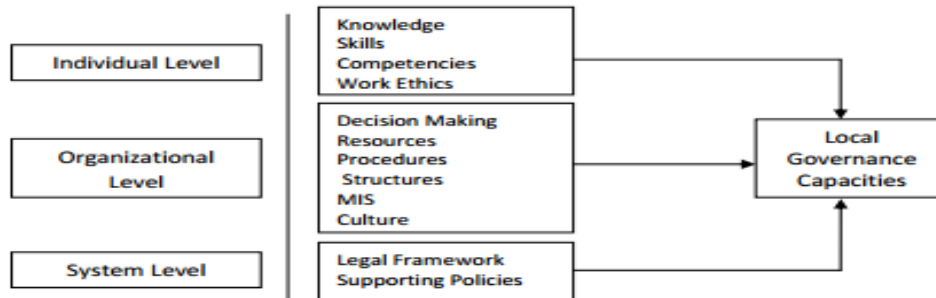 Individual Level
Knowledge
Skills
Competencies
Work Ethics
Organizational
Level
Decision Making
Resources
Procedures
Structures
MIS
Culture
System Level
Legal Framework
Supporting Policies
Local
Governance
Capacities